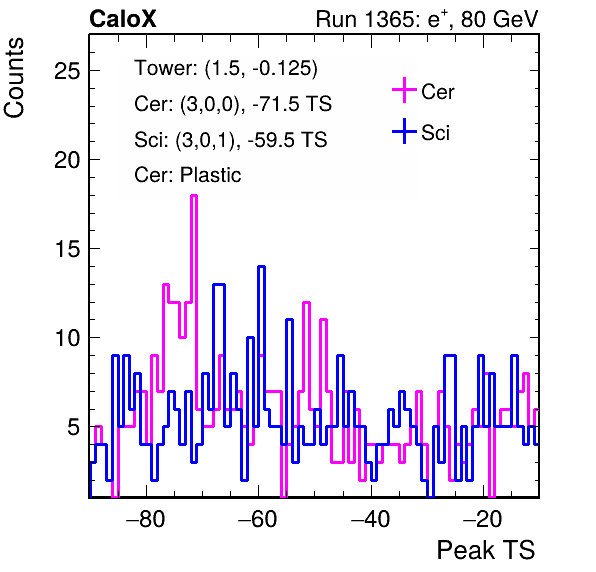 CaloX Run 1365: e⁺, 80 GeV
Counts
Tower: (1.5, -0.125)
Cer: (3,0,0), -71.5 TS
Sci: (3,0,1), -59.5 TS
Cer: Plastic
Cer
Sci
25
20
15
10
5
−80 −60 −40 −20
Peak TS